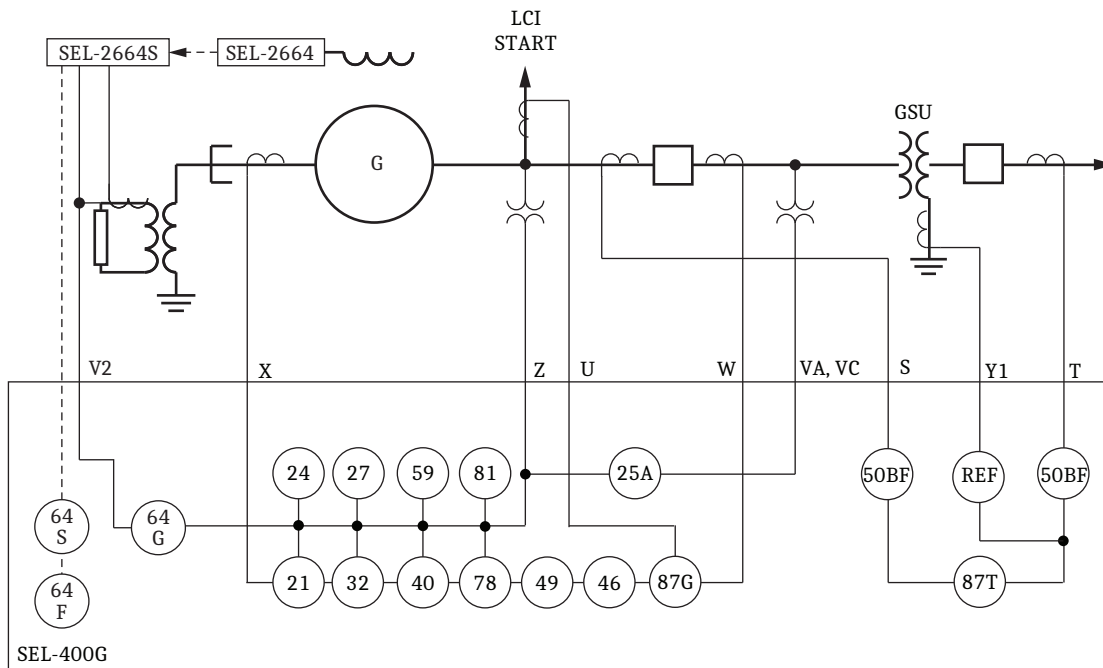 LCI
START
SEL-2664S
SEL-2664
GSU
G
V2
X
Z
U
W
VA, VC
S
Y1
T
24
27
59
81
25A
50BF
REF
50BF
64
S
64
G
21
32
40
78
49
46
87G
87T
64
F
SEL-400G